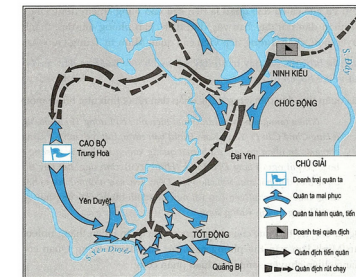 S. Đáy
NINH KIỀU
CHÚC ĐỘNG
CAO BỘ
Trung Hoà
Đại Yên
Yên Duyệt
TỐT ĐỘNG
S. Yên Duyệt
Quảng Bị
CHÚ GIẢI
Doanh trại quân ta
Quân ta mai phục
Quân ta hành quân, tiến
Doanh trại quân địch
Quân địch tiến quân
Quân địch rút chạy